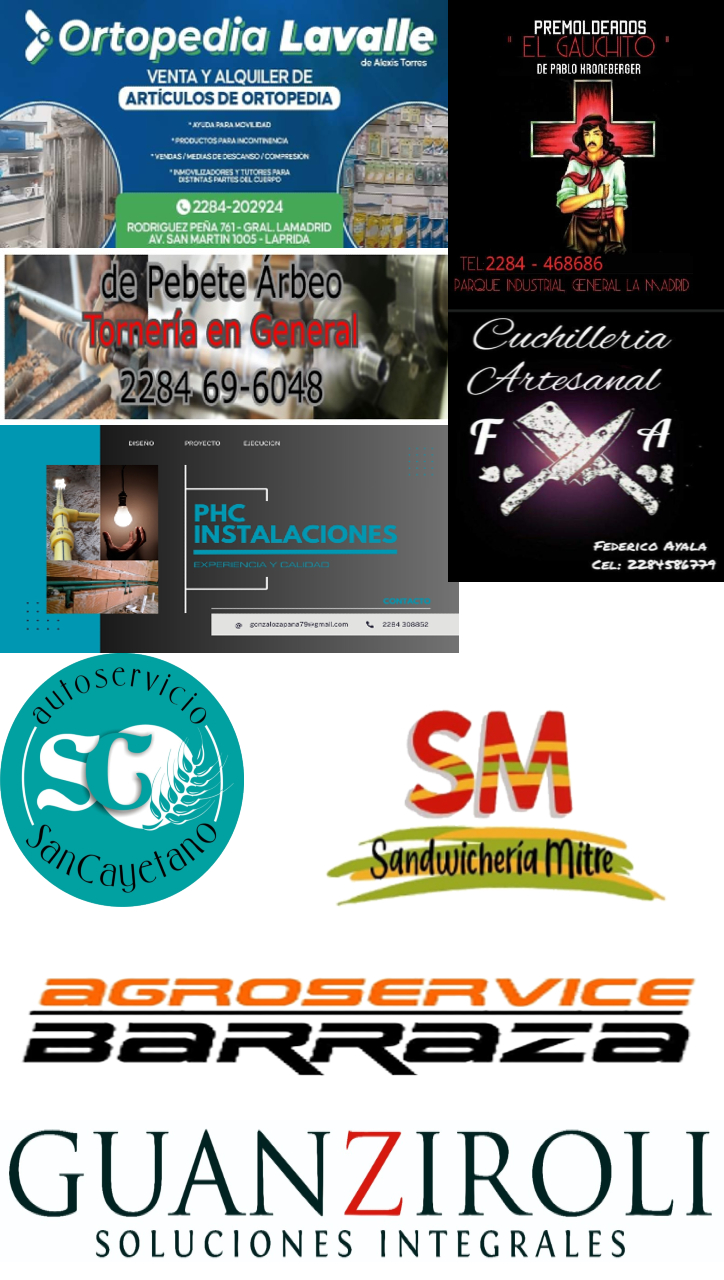 Ortopedia Lavalle
de Alexis Torres
VENTA Y ALQUILER DE
ARTÍCULOS DE ORTOPEDIA
* AYUDA PARA MOVILIDAD
* PRODUCTOS PARA INCONTINENCIA
* VENDAS / MEDIAS DE DESCANSO / COMPRESIÓN
* INMOVILIZADORES Y TUTORES PARA
DISTINTAS PARTES DEL CUERPO
2284-202924
RODRIGUEZ PEÑA 761 - GRAL. LAMADRID
AV. SAN MARTIN 1005 - LAPRIDA
PREMOLDEADOS
" EL GAUCHITO "
DE PABLO KRONEBERGER
TEL:2284 - 468686
PARQUE INDUSTRIAL GENERAL LA MADRID
de Pebete Árbeo
Tornería en General
2284 69-6048
Cuchilleria
Artesanal
F A
Federico Ayala
Cel: 2284586779
DISEÑO PROYECTO EJECUCION
PHC
INSTALACIONES
EXPERIENCIA Y CALIDAD
CONTACTO
@ gonzalozapana79@gmail.com 2284 308852
autoservicio
SC
SanCayetano
SM
Sandwichería Mitre
AGROSERVICE
BARRAZA
GUANZIROLI
SOLUCIONES INTEGRALES